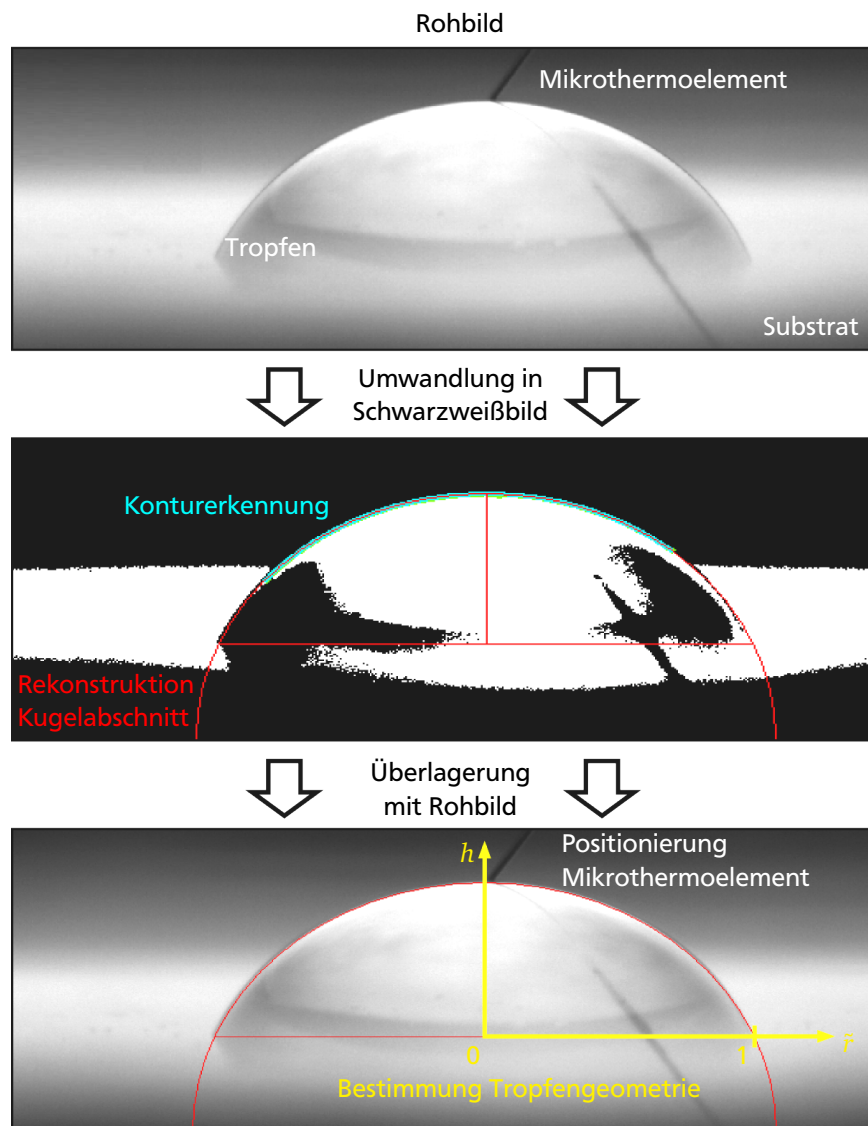 Rohbild
Mikrothermoelement
Tropfen
Substrat
Umwandlung in
Schwarzweißbild
Konturerkennung
Rekonstruktion
Kugelabschnitt
Überlagerung
mit Rohbild
h
Positionierung
Mikrothermoelement
0
1
r̃
Bestimmung Tropfengeometrie